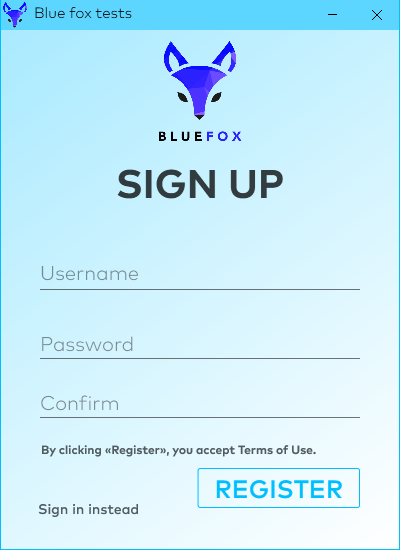 Blue fox tests
BLUEFOX
SIGN UP
Username
Password
Confirm
By clicking «Register», you accept Terms of Use.
REGISTER
Sign in instead